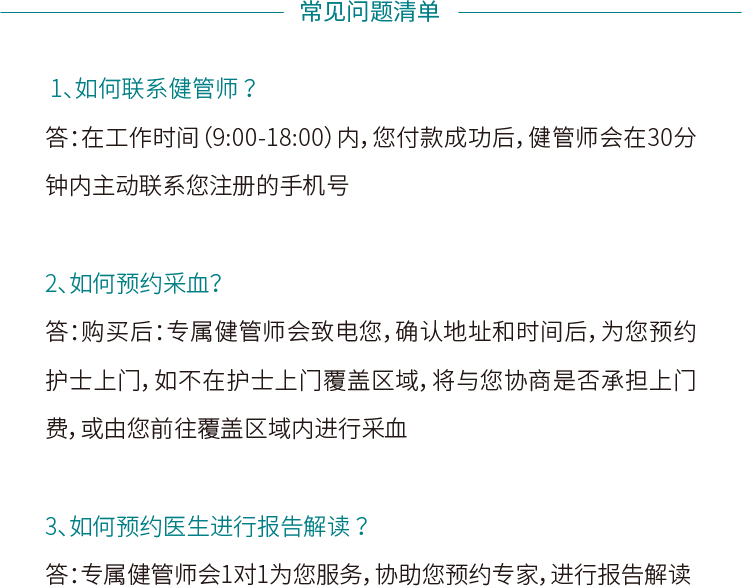 常见问题清单
1、如何联系健管师？
答：在工作时间（9:00-18:00）内，您付款成功后，健管师会在30分
钟内主动联系您注册的手机号
2、如何预约采血？
答：购买后：专属健管师会致电您，确认地址和时间后，为您预约
护士上门，如不在护士上门覆盖区域，将与您协商是否承担上门
费，或由您前往覆盖区域内进行采血
3、如何预约医生进行报告解读？
答：专属健管师会1对1为您服务，协助您预约专家，进行报告解读